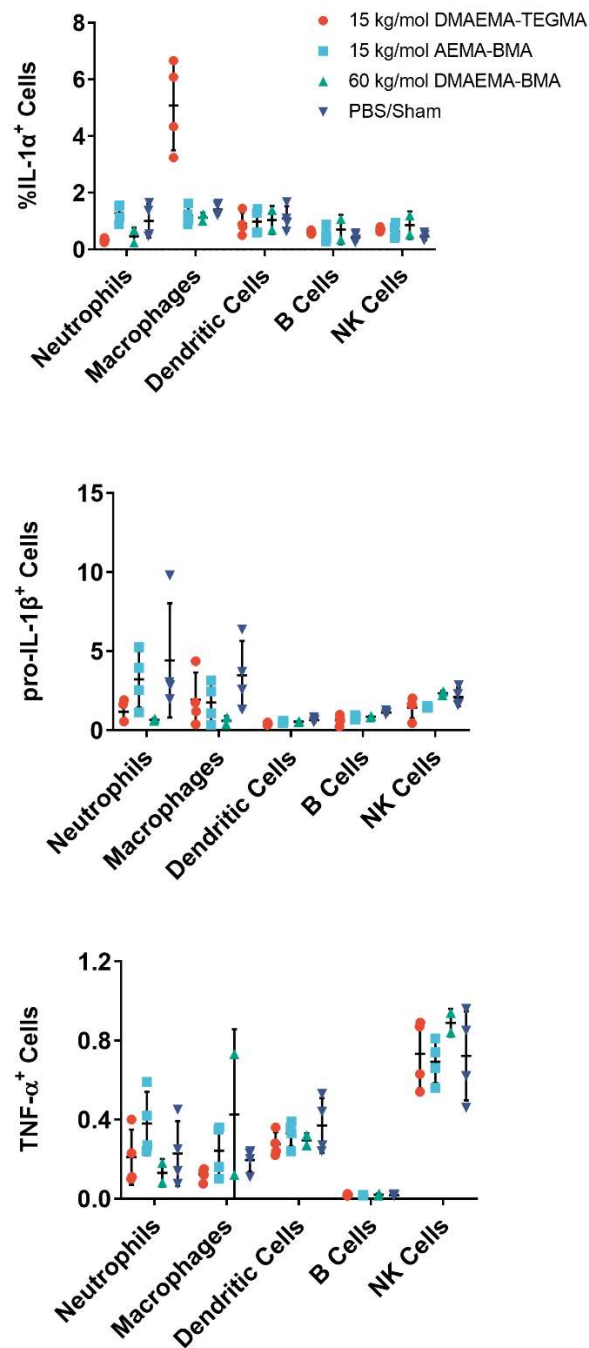 15 kg/mol DMAEMA-TEGMA
15 kg/mol AEMA-BMA
60 kg/mol DMAEMA-BMA
PBS/Sham
%IL-1α⁺ Cells
8
6
4
2
0
Neutrophils
Macrophages
Dendritic Cells
B Cells
NK Cells
pro-IL-1β⁺ Cells
15
10
5
0
Neutrophils
Macrophages
Dendritic Cells
B Cells
NK Cells
TNF-α⁺ Cells
1.2
0.8
0.4
0.0
Neutrophils
Macrophages
Dendritic Cells
B Cells
NK Cells